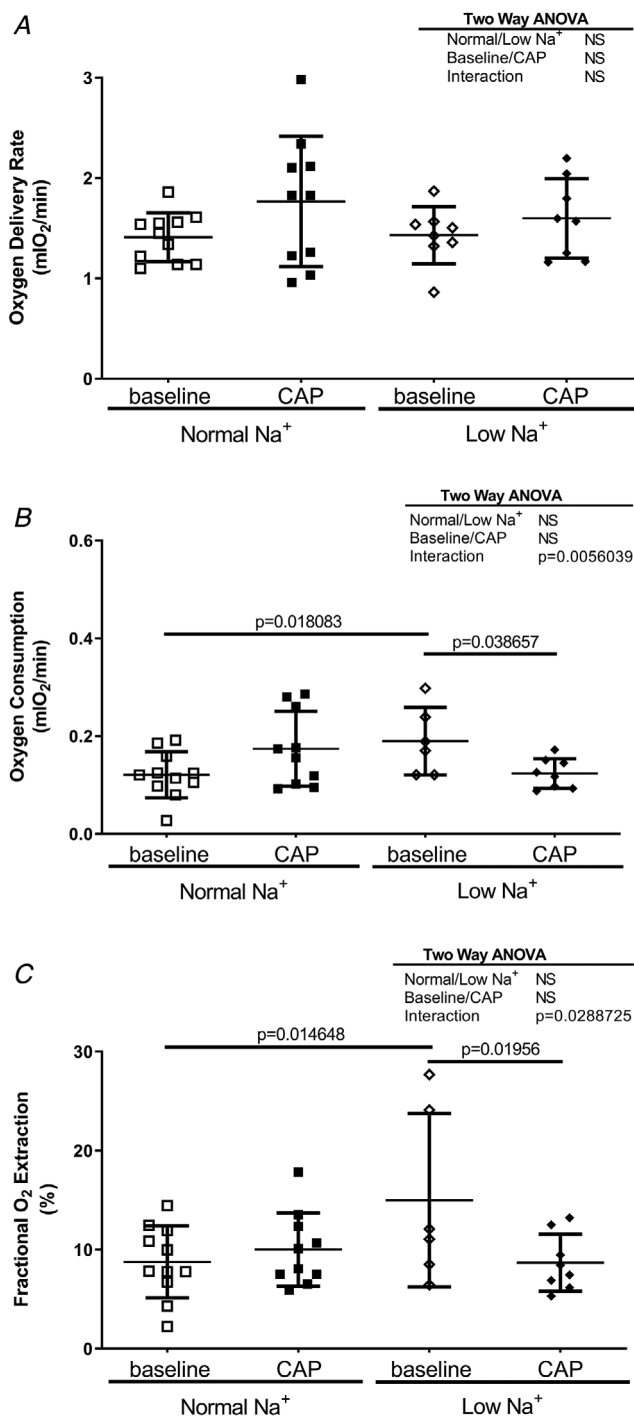 A
Two Way ANOVA
Normal/Low Na⁺ NS
Baseline/CAP NS
Interaction NS
Oxygen Delivery Rate
(mlO₂/min)
3
2
1
0
baseline CAP baseline CAP
Normal Na⁺ Low Na⁺
B
Two Way ANOVA
Normal/Low Na⁺ NS
Baseline/CAP NS
Interaction p=0.0056039
Oxygen Consumption
(mlO₂/min)
0.6
0.4
0.2
0.0
p=0.018083
p=0.038657
baseline CAP baseline CAP
Normal Na⁺ Low Na⁺
C
Two Way ANOVA
Normal/Low Na⁺ NS
Baseline/CAP NS
Interaction p=0.0288725
Fractional O₂ Extraction
(%)
30
20
10
0
p=0.014648
p=0.01956
baseline CAP baseline CAP
Normal Na⁺ Low Na⁺